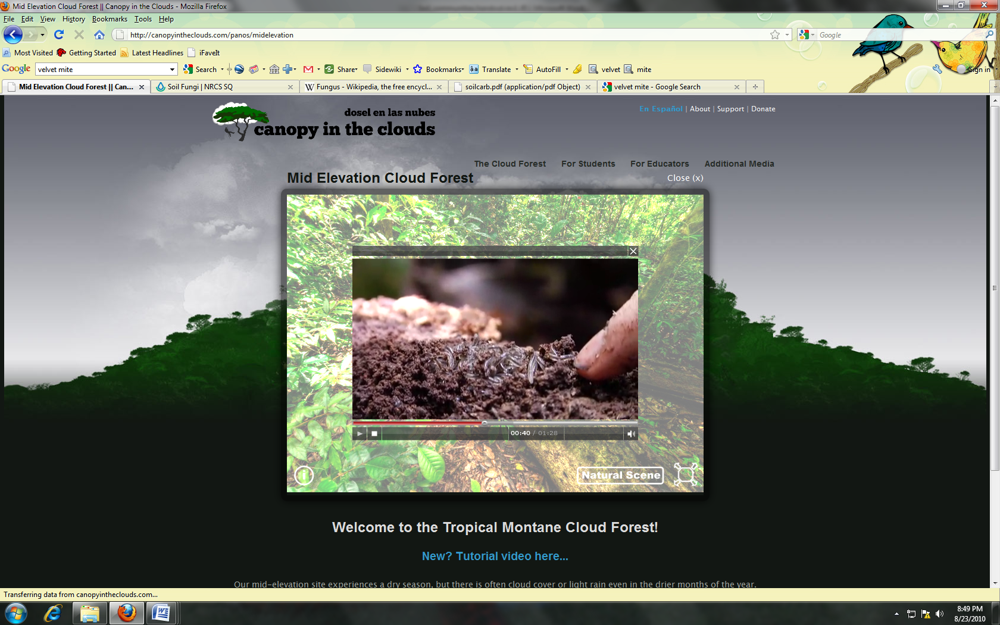 Mid Elevation Cloud Forest || Canopy in the Clouds - Mozilla Firefox
File Edit View History Bookmarks Tools Help
http://canopyintheclouds.com/panos/midelevation
Google
Most Visited Getting Started Latest Headlines iFaveIt
Google velvet mite Search Share Sidewiki Bookmarks Translate AutoFill velvet mite Sign in
Mid Elevation Cloud Forest || Can... Soil Fungi | NRCS SQ Fungus - Wikipedia, the free encycl... soilcarb.pdf (application/pdf Object) velvet mite - Google Search
dosel en las nubes
canopy in the clouds
En Español | About | Support | Donate
The Cloud Forest For Students For Educators Additional Media
Mid Elevation Cloud Forest
Close (x)
00:40 / 01:28
i
Natural Scene
Welcome to the Tropical Montane Cloud Forest!
New? Tutorial video here...
Our mid-elevation site experiences a dry season, but there is often cloud cover or light rain even in the drier months of the year.
Transferring data from canopyintheclouds.com...
8:49 PM
8/23/2010